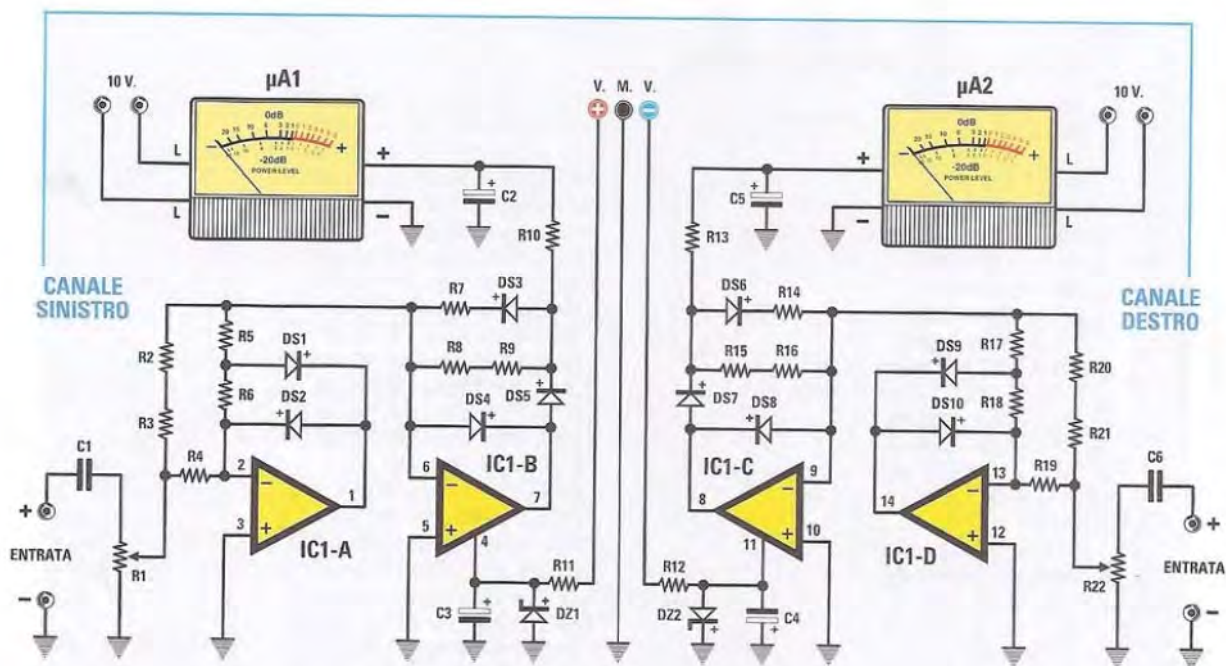 CANALE
SINISTRO
10 V.
µA1
L
L
0dB
-20dB
POWER LEVEL
-
+
+
-
+
C2
R10
V. M. V.
+
-
µA2
10 V.
0dB
-20dB
POWER LEVEL
-
+
L
L
+
-
C5
+
R13
CANALE
DESTRO
R2
R3
R5
R6
DS1
+
DS2
+
R4
C1
+
ENTRATA
-
R1
2
3
1
-
+
IC1-A
R7
DS3
+
R8
R9
DS4
+
DS5
+
IC1-B
6
5
7
4
-
+
C3
+
DZ1
+
R11
R12
DZ2
+
C4
+
DS6
+
R14
R15
R16
DS7
+
DS8
+
IC1-C
8
9
10
11
-
+
DS9
+
DS10
+
R17
R18
R20
R21
R19
14
13
12
-
+
IC1-D
C6
R22
+
ENTRATA
-